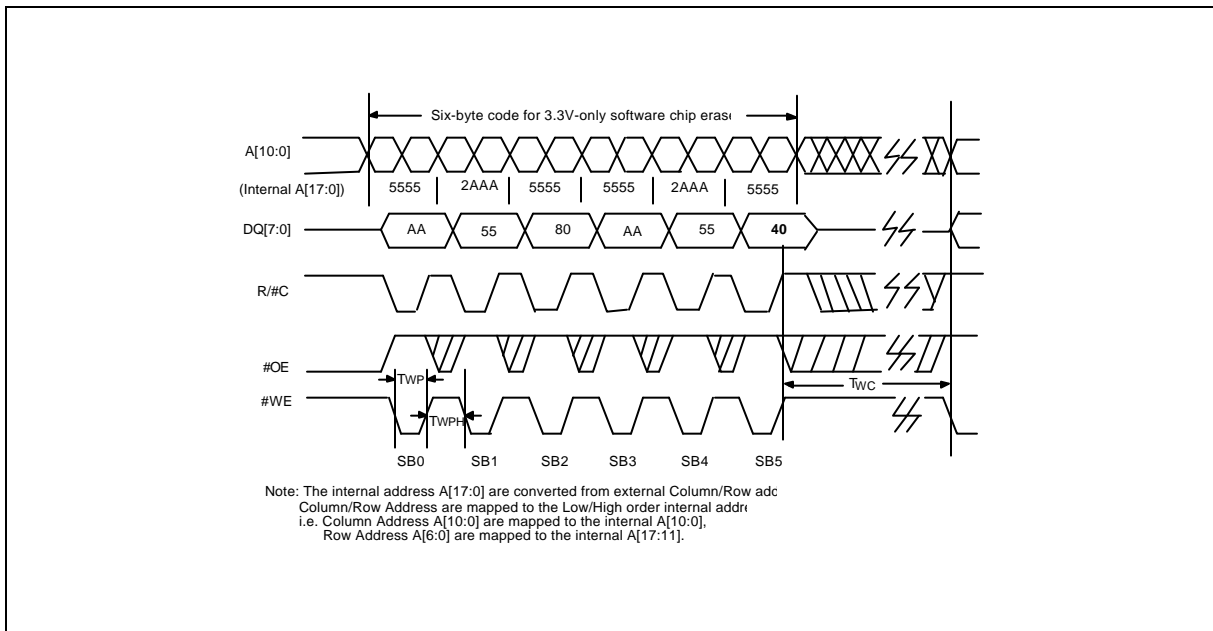 Six-byte code for 3.3V-only software chip eras
A[10:0]
(Internal A[17:0])
5555 2AAA 5555 5555 2AAA 5555
DQ[7:0]
AA 55 80 AA 55 40
R/#C
#OE
TWP
TWC
#WE
TWPH
SB0 SB1 SB2 SB3 SB4 SB5
Note: The internal address A[17:0] are converted from external Column/Row add
Column/Row Address are mapped to the Low/High order internal addre
i.e. Column Address A[10:0] are mapped to the internal A[10:0],
Row Address A[6:0] are mapped to the internal A[17:11].